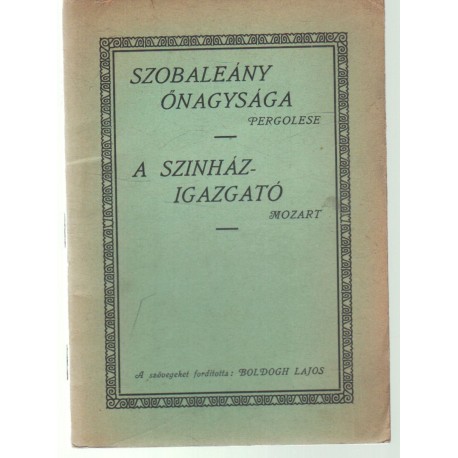 SZOBALEÁNY
ŐNAGYSÁGA
PERGOLESE
A SZINHÁZ-
IGAZGATÓ
MOZART
A szövegeket fordította: BOLDOGH LAJOS